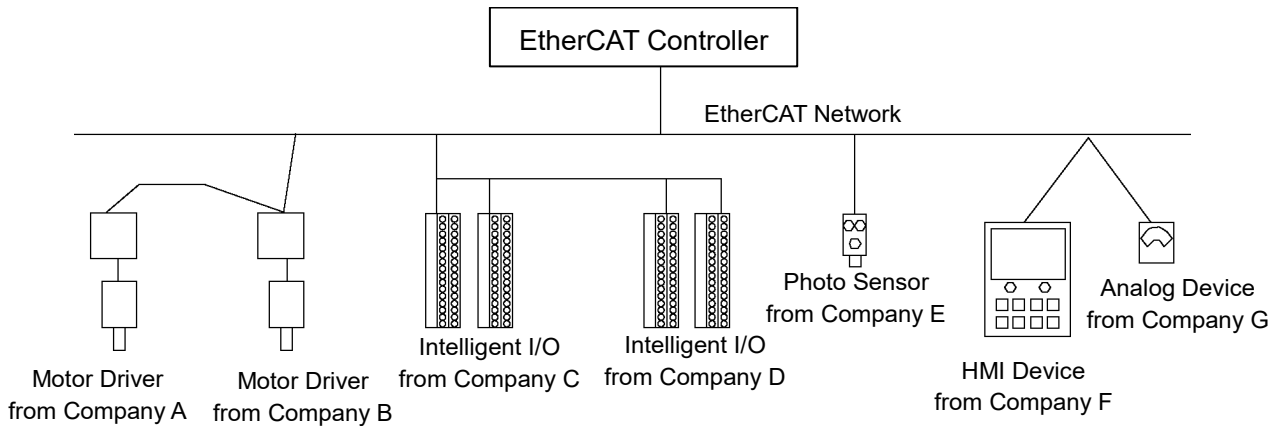 EtherCAT Controller
EtherCAT Network
Motor Driver
from Company A
Motor Driver
from Company B
Intelligent I/O
from Company C
Intelligent I/O
from Company D
Photo Sensor
from Company E
HMI Device
from Company F
Analog Device
from Company G